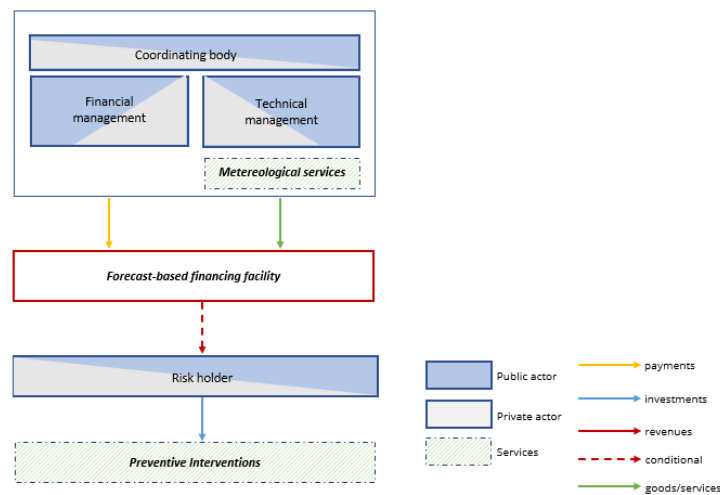 Coordinating body
Financial
management
Technical
management
Metereological services
Forecast-based financing facility
Risk holder
Preventive Interventions
Public actor
Private actor
Services
payments
investments
revenues
conditional
goods/services